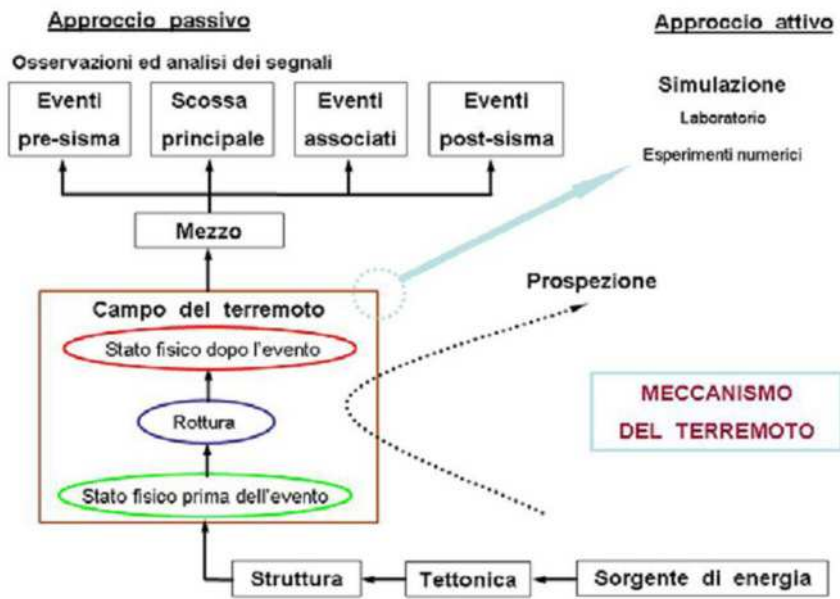 Approccio passivo
Approccio attivo
Osservazioni ed analisi dei segnali
Eventi
pre-sisma
Scossa
principale
Eventi
associati
Eventi
post-sisma
Simulazione
Laboratorio
Esperimenti numerici
Mezzo
Prospezione
Campo del terremoto
Stato fisico dopo l'evento
Rottura
Stato fisico prima dell'evento
MECCANISMO
DEL TERREMOTO
Struttura
Tettonica
Sorgente di energia